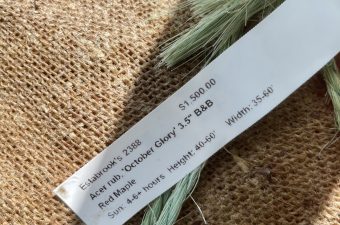 Estabrook's 2388 $1,500.00
Acer rub. 'October Glory' 3.5" B&B
Red Maple
Sun: 4-6+ hours Height: 40-60' Width: 35-60'